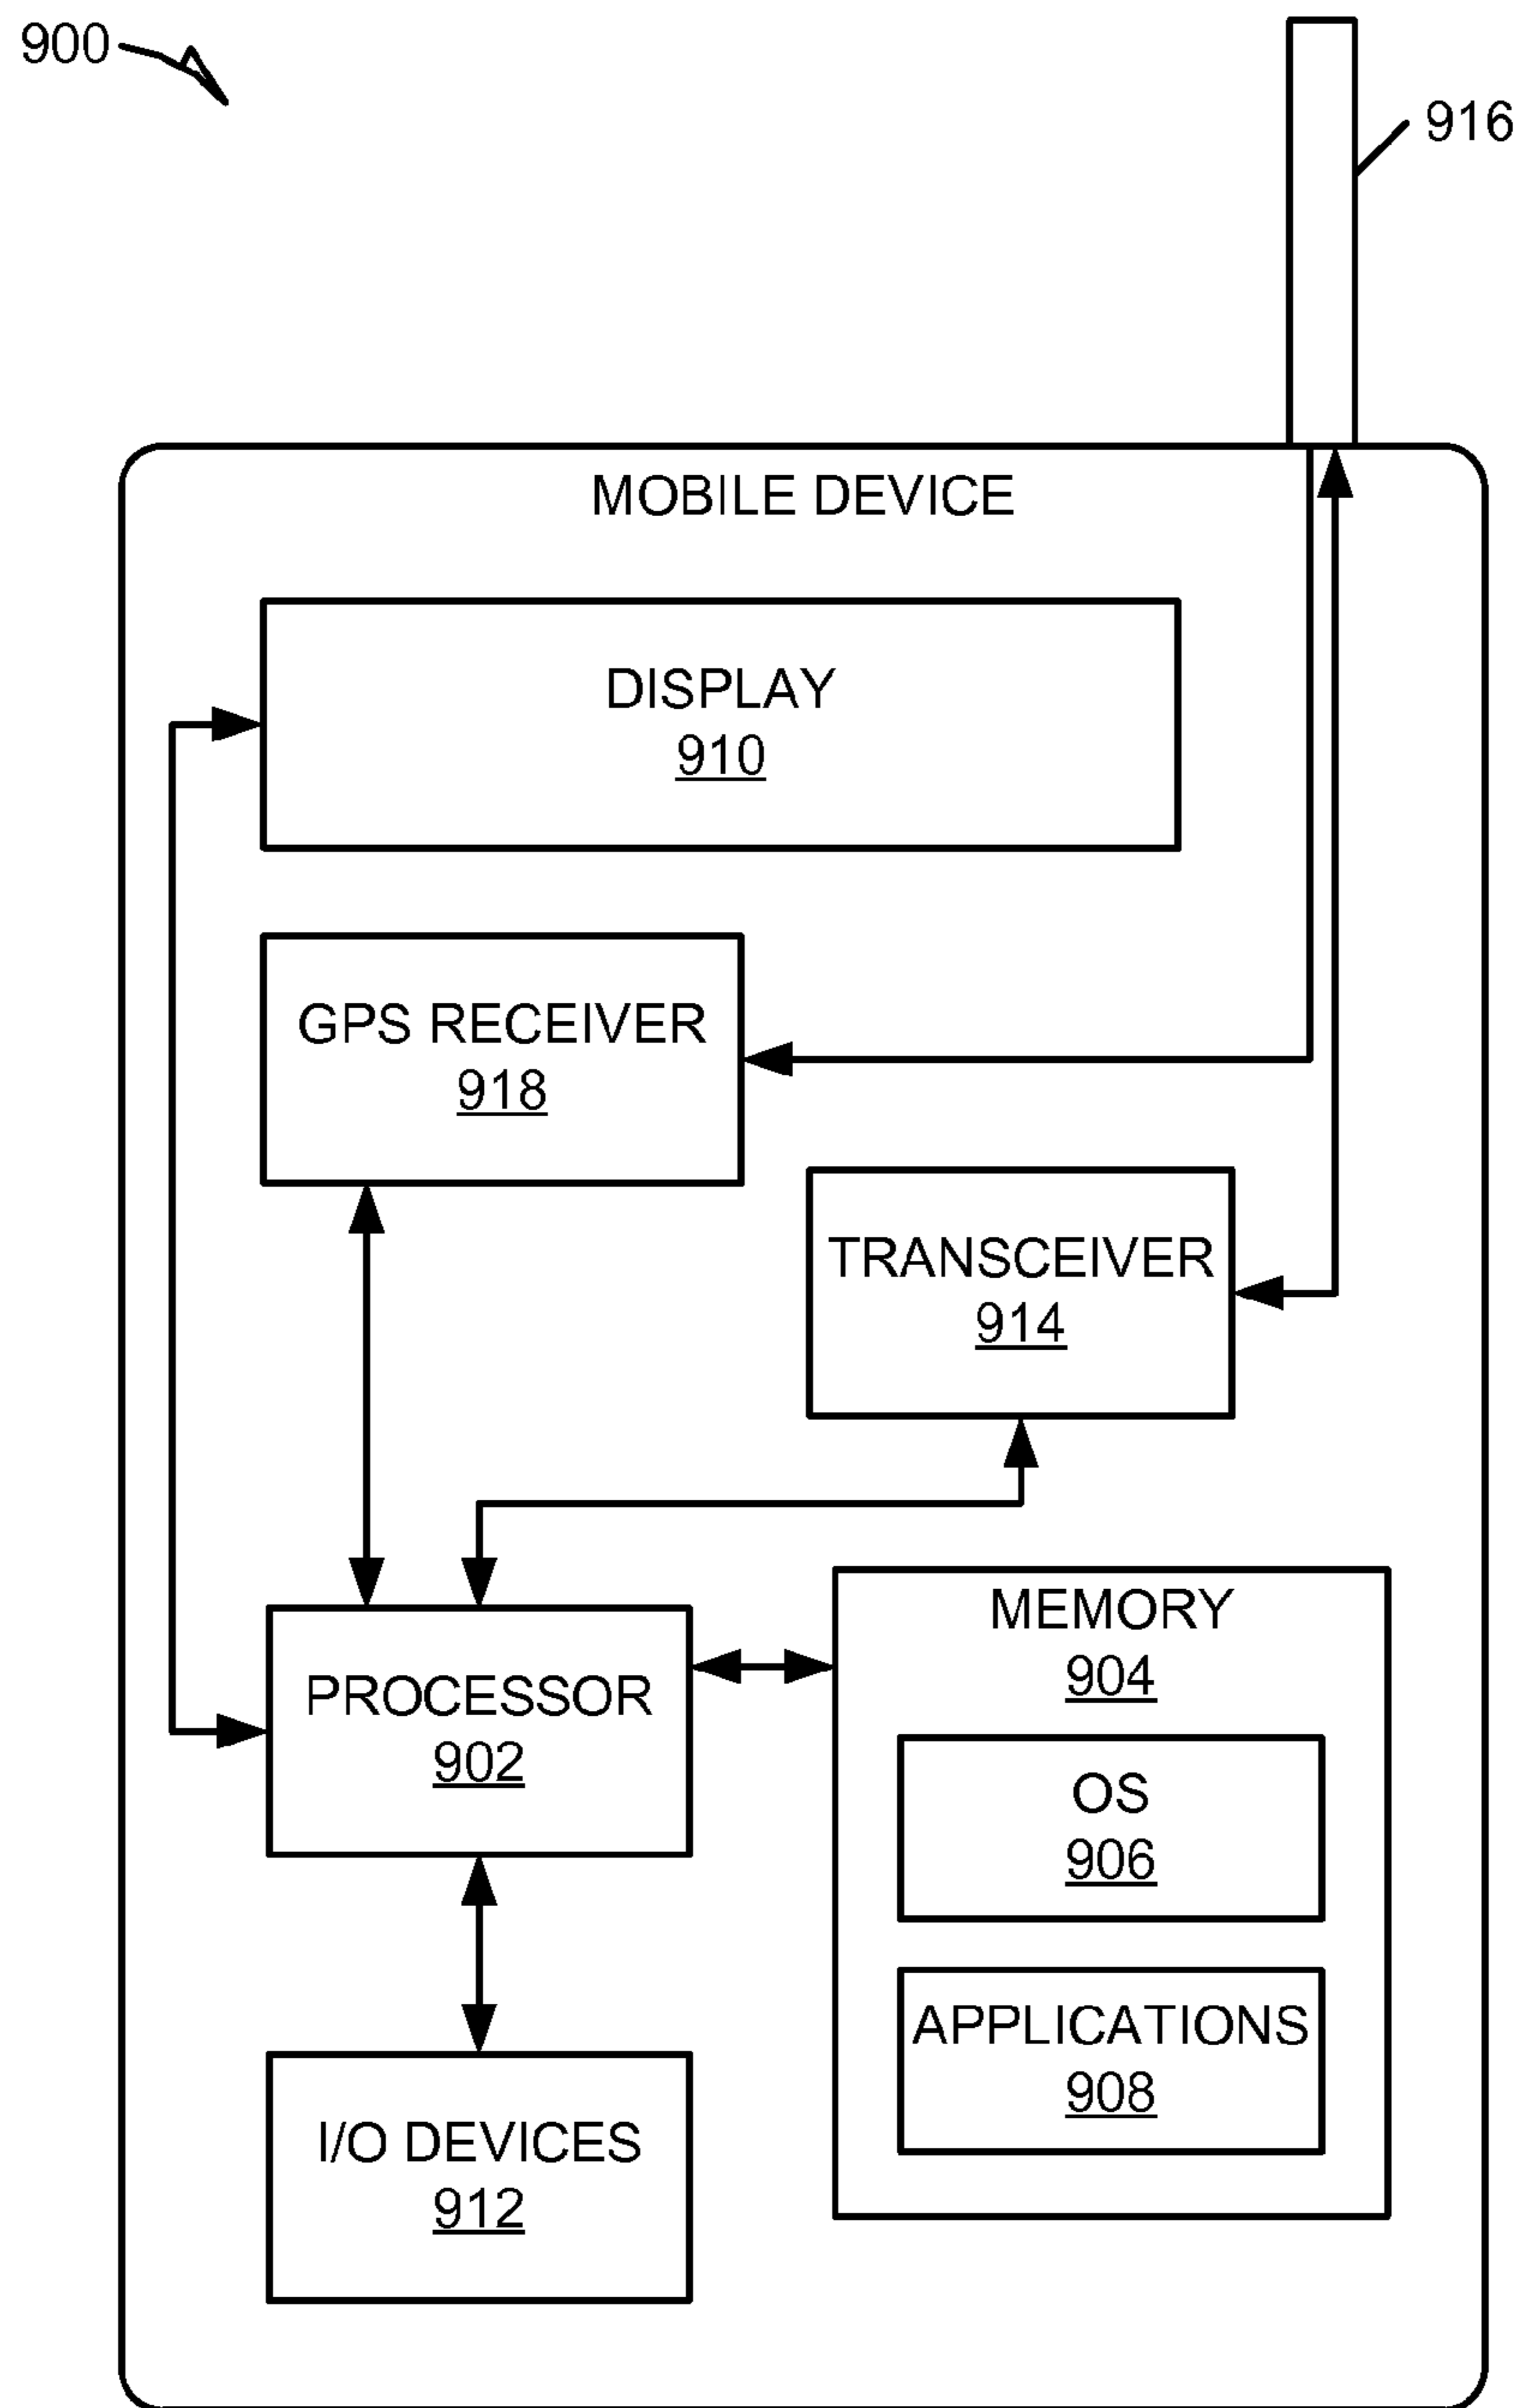 900
916
MOBILE DEVICE
DISPLAY
910
GPS RECEIVER
918
TRANSCEIVER
914
MEMORY
904
PROCESSOR
902
OS
906
APPLICATIONS
908
I/O DEVICES
912